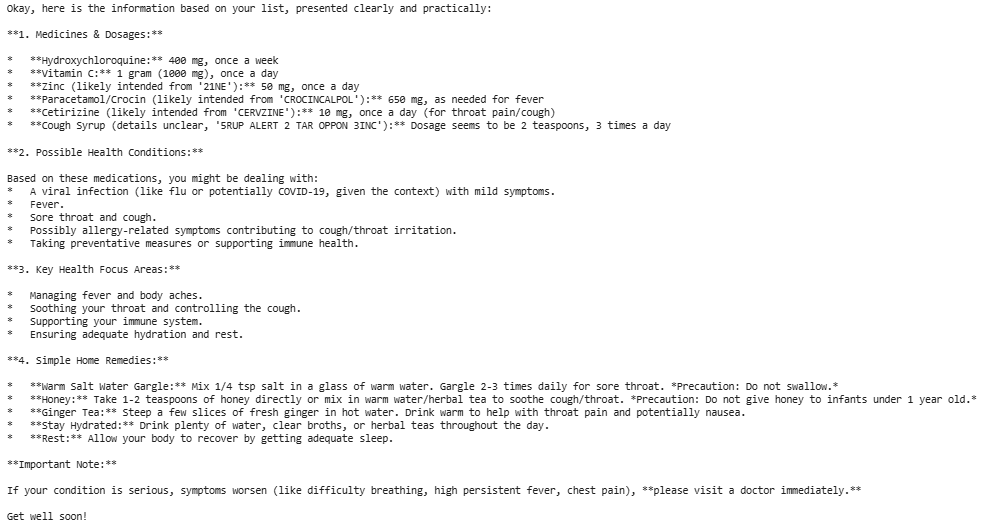 Okay, here is the information based on your list, presented clearly and practically:
**1. Medicines & Dosages:**
*   **Hydroxychloroquine:** 400 mg, once a week
*   **Vitamin C:** 1 gram (1000 mg), once a day
*   **Zinc (likely intended from '21NE'):** 50 mg, once a day
*   **Paracetamol/Crocin (likely intended from 'CROCINCALPOL'):** 650 mg, as needed for fever
*   **Cetirizine (likely intended from 'CERVZINE'):** 10 mg, once a day (for throat pain/cough)
*   **Cough Syrup (details unclear, '5RUP ALERT 2 TAR OPPON 3INC'):** Dosage seems to be 2 teaspoons, 3 times a day
**2. Possible Health Conditions:**
Based on these medications, you might be dealing with:
*   A viral infection (like flu or potentially COVID-19, given the context) with mild symptoms.
*   Fever.
*   Sore throat and cough.
*   Possibly allergy-related symptoms contributing to cough/throat irritation.
*   Taking preventative measures or supporting immune health.
**3. Key Health Focus Areas:**
*   Managing fever and body aches.
*   Soothing your throat and controlling the cough.
*   Supporting your immune system.
*   Ensuring adequate hydration and rest.
**4. Simple Home Remedies:**
*   **Warm Salt Water Gargle:** Mix 1/4 tsp salt in a glass of warm water. Gargle 2-3 times daily for sore throat. *Precaution: Do not swallow.*
*   **Honey:** Take 1-2 teaspoons of honey directly or mix in warm water/herbal tea to soothe cough/throat. *Precaution: Do not give honey to infants under 1 year old.*
*   **Ginger Tea:** Steep a few slices of fresh ginger in hot water. Drink warm to help with throat pain and potentially nausea.
*   **Stay Hydrated:** Drink plenty of water, clear broths, or herbal teas throughout the day.
*   **Rest:** Allow your body to recover by getting adequate sleep.
**Important Note:**
If your condition is serious, symptoms worsen (like difficulty breathing, high persistent fever, chest pain), **please visit a doctor immediately.**
Get well soon!